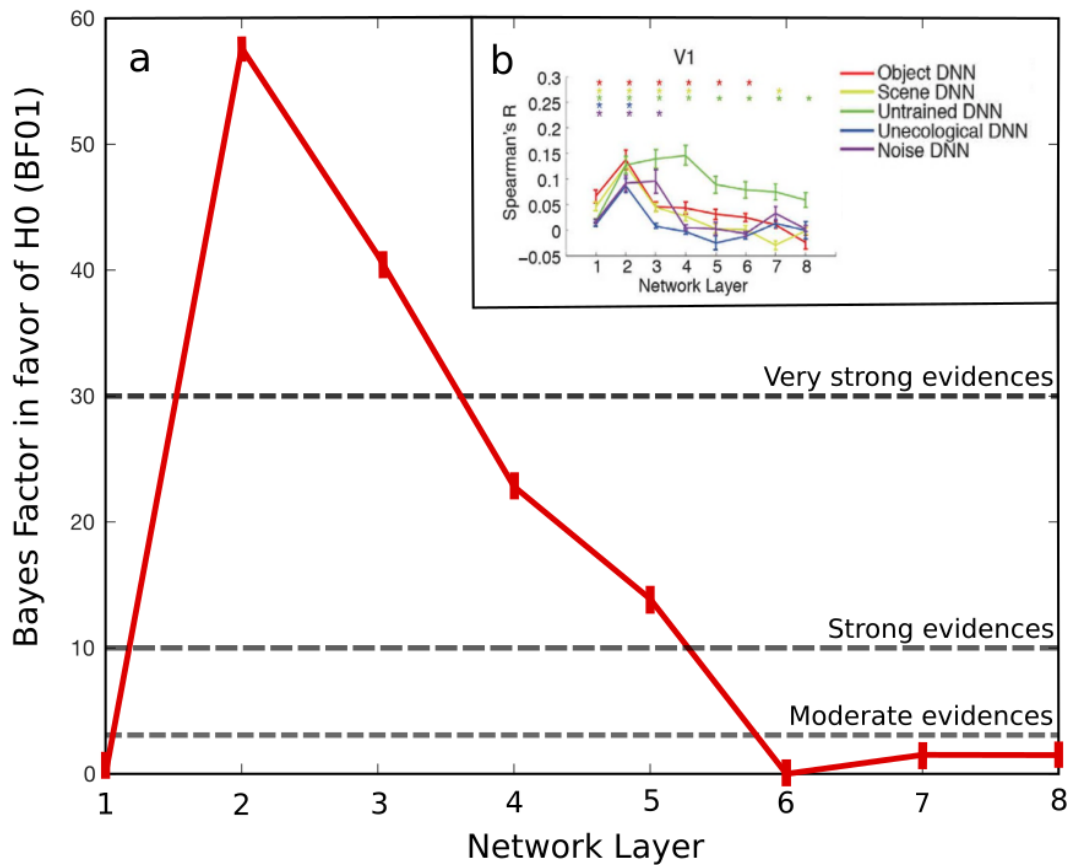 a
Bayes Factor in favor of H0 (BF01)
60
50
40
30
20
10
0
1 2 3 4 5 6 7 8
Network Layer
Very strong evidences
Strong evidences
Moderate evidences
b
V1
Spearman's R
0.3
0.25
0.2
0.15
0.1
0.05
0
−0.05
1 2 3 4 5 6 7 8
Network Layer
Object DNN
Scene DNN
Untrained DNN
Unecological DNN
Noise DNN